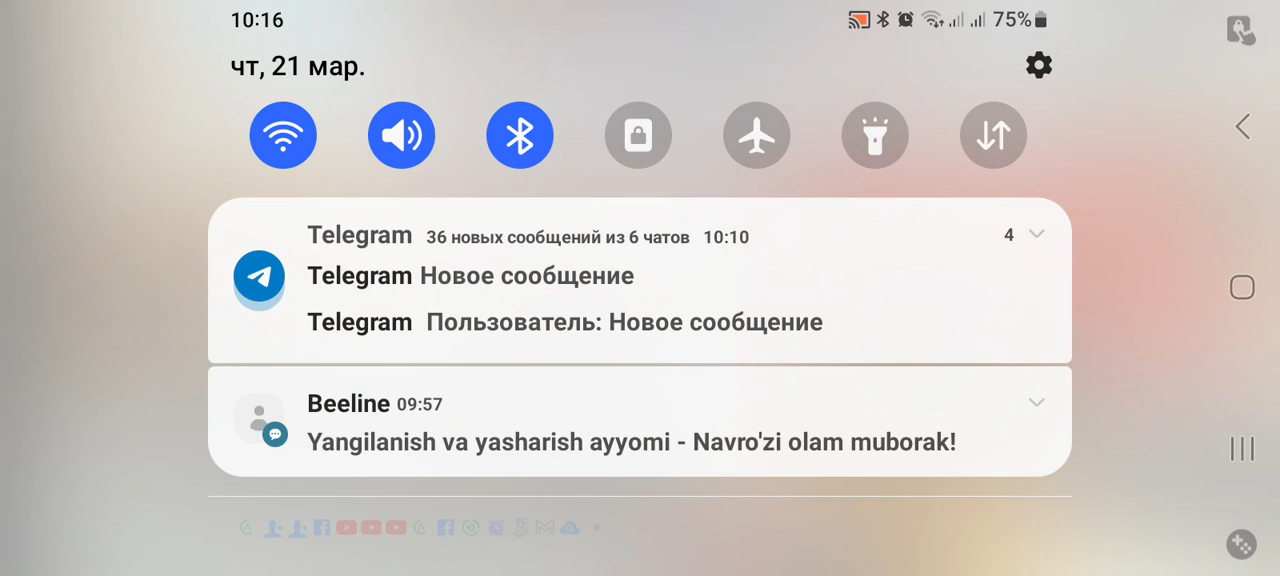 10:16
75%
чт, 21 мар.
Telegram 36 новых сообщений из 6 чатов 10:10
4
Telegram Новое сообщение
Telegram Пользователь: Новое сообщение
Beeline 09:57
Yangilanish va yasharish ayyomi - Navro'zi olam muborak!